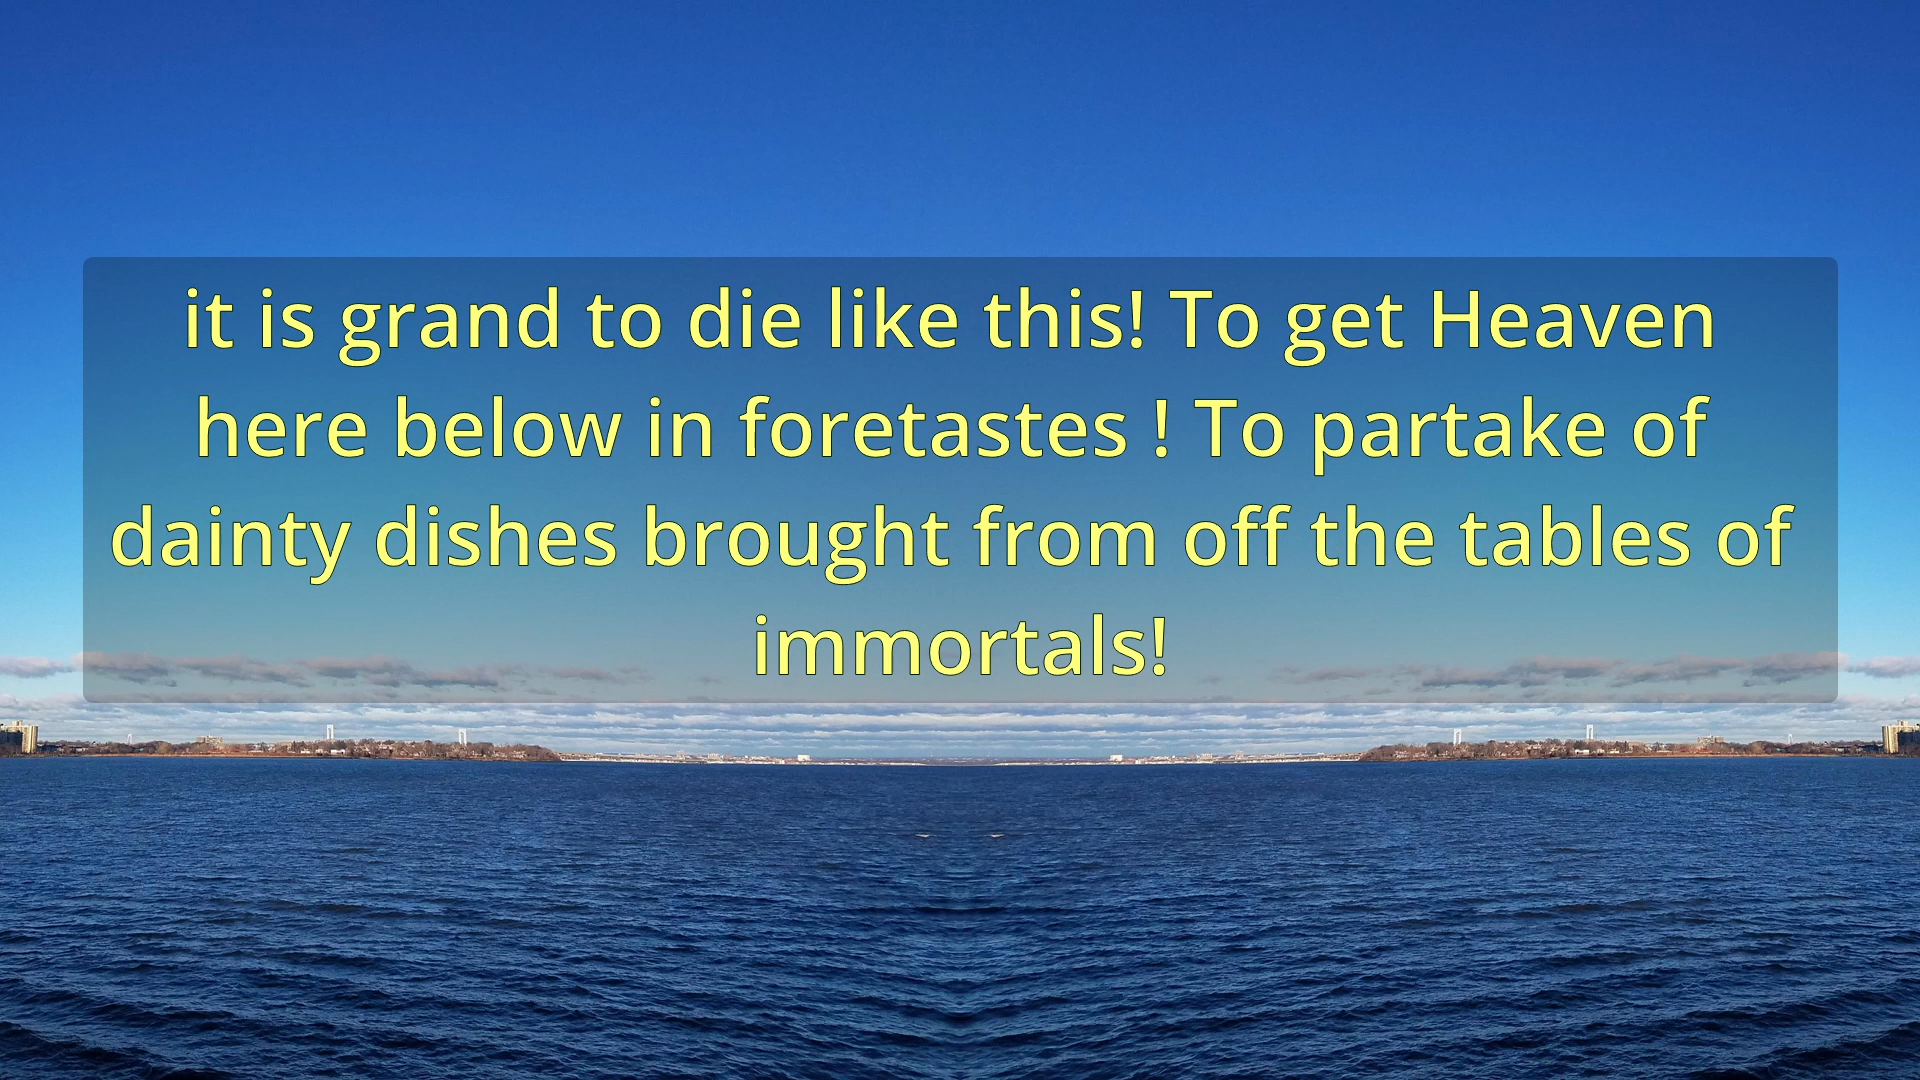 it is grand to die like this! To get Heaven
here below in foretastes ! To partake of
dainty dishes brought from off the tables of
immortals!